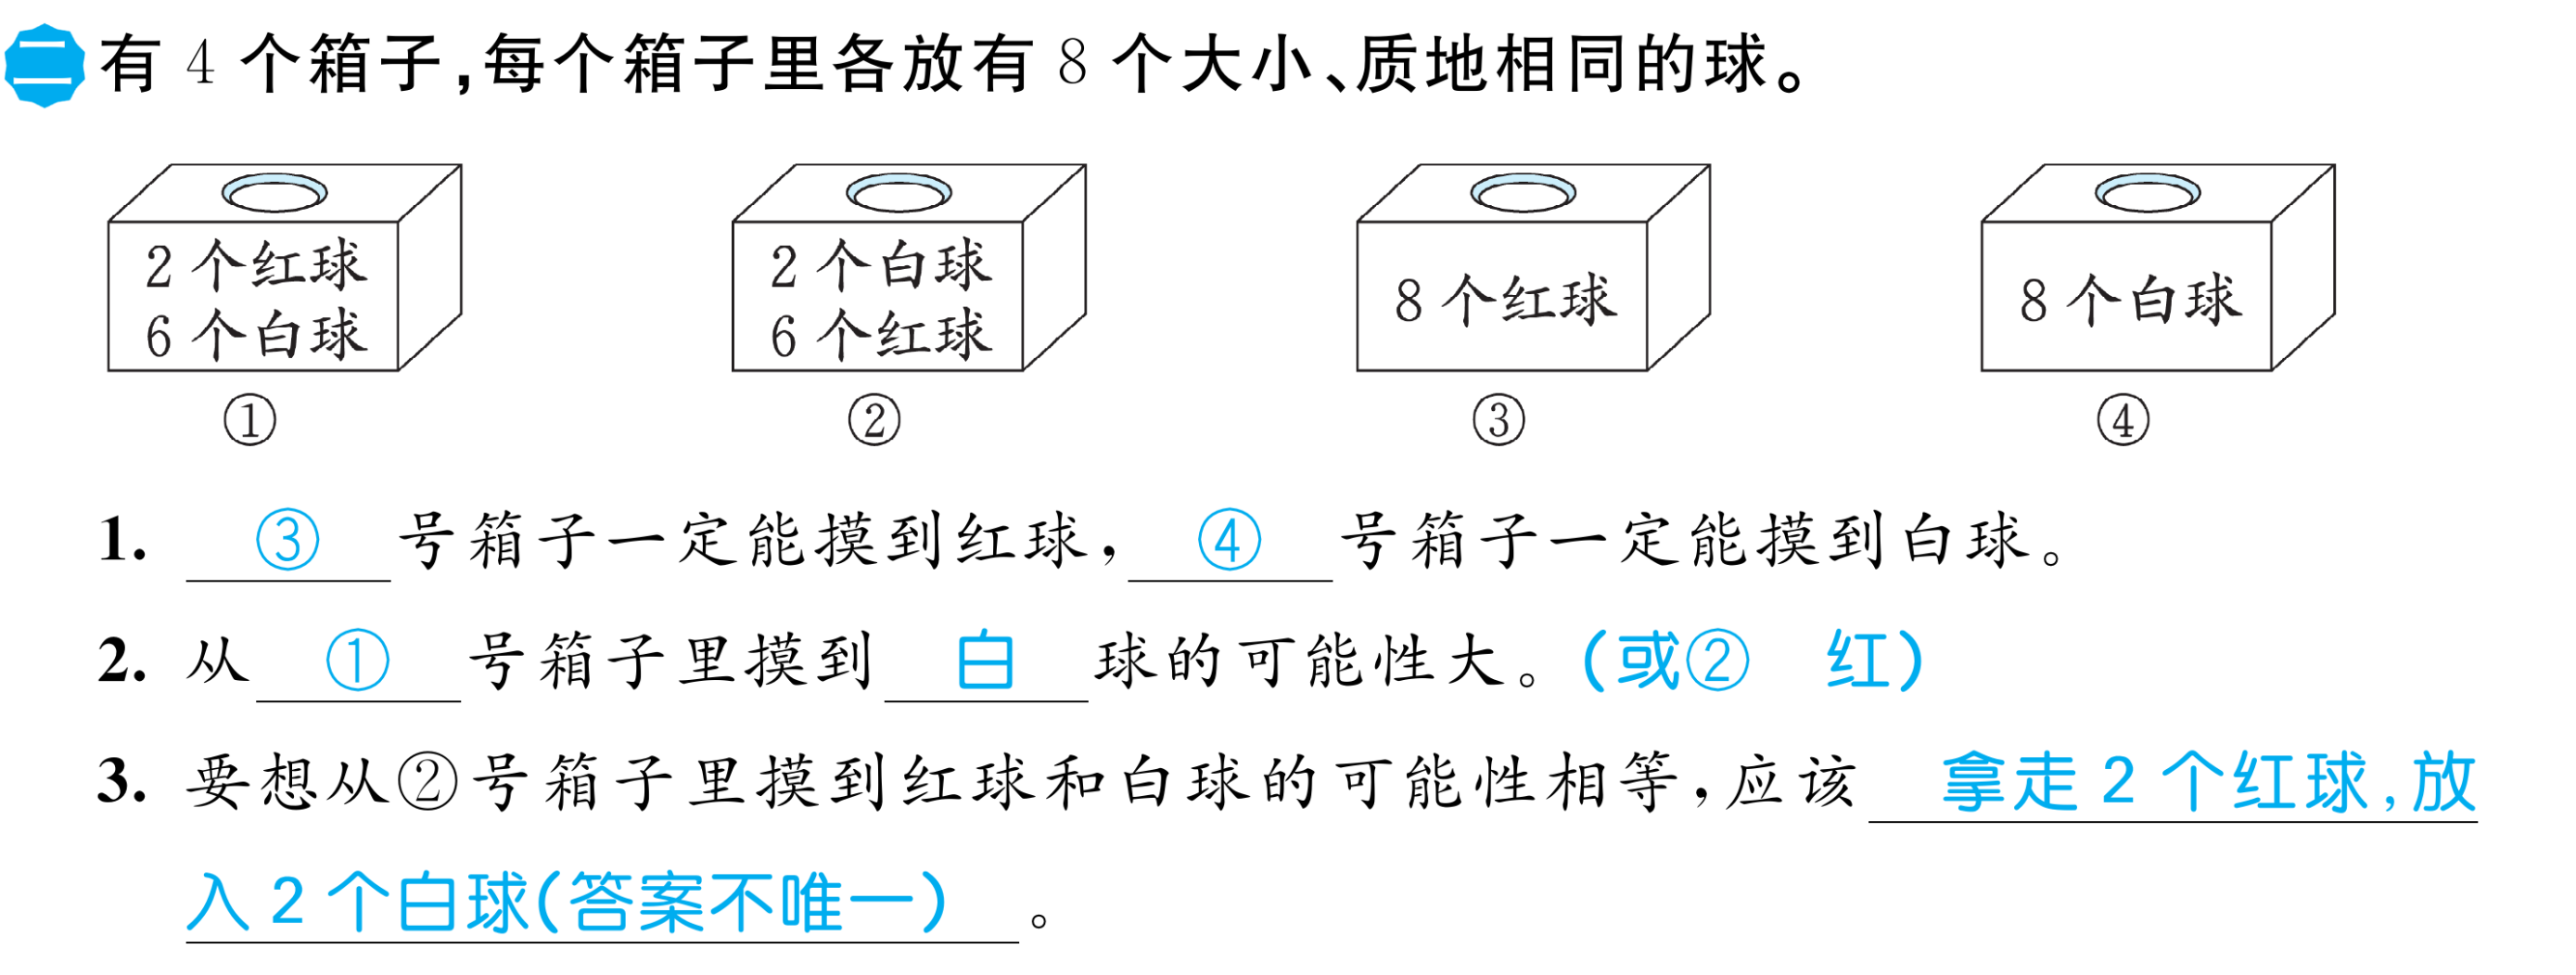 二 有 4 个箱子,每个箱子里各放有 8 个大小、质地相同的球。
2 个红球
6 个白球
①
2 个白球
6 个红球
②
8 个红球
③
8 个白球
④
1. ③ 号箱子一定能摸到红球, ④ 号箱子一定能摸到白球。
2. 从 ① 号箱子里摸到 白 球的可能性大。(或② 红)
3. 要想从②号箱子里摸到红球和白球的可能性相等,应该 拿走 2 个红球,放
入 2 个白球(答案不唯一) 。